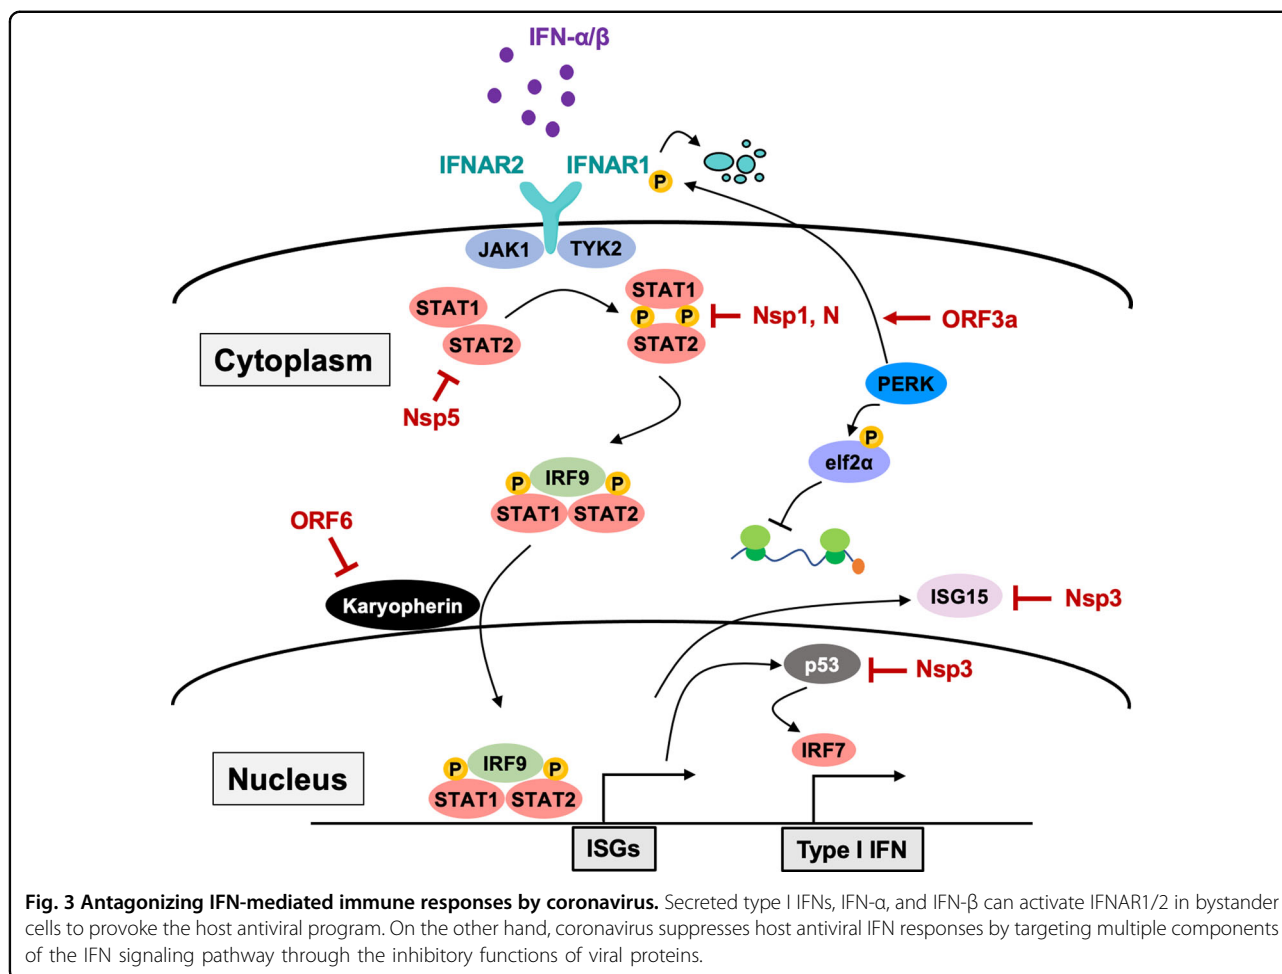 IFN-α/β
IFNAR2 IFNAR1
P
JAK1 TYK2
STAT1
STAT2
STAT1
P P
STAT2
Nsp1, N
ORF3a
Cytoplasm
Nsp5
PERK
P
eIf2α
IRF9
P P
STAT1 STAT2
ORF6
Karyopherin
ISG15
Nsp3
p53
Nsp3
IRF7
Nucleus
IRF9
P P
STAT1 STAT2
ISGs
Type I IFN
Fig. 3 Antagonizing IFN-mediated immune responses by coronavirus. Secreted type I IFNs, IFN-α, and IFN-β can activate IFNAR1/2 in bystander
cells to provoke the host antiviral program. On the other hand, coronavirus suppresses host antiviral IFN responses by targeting multiple components
of the IFN signaling pathway through the inhibitory functions of viral proteins.